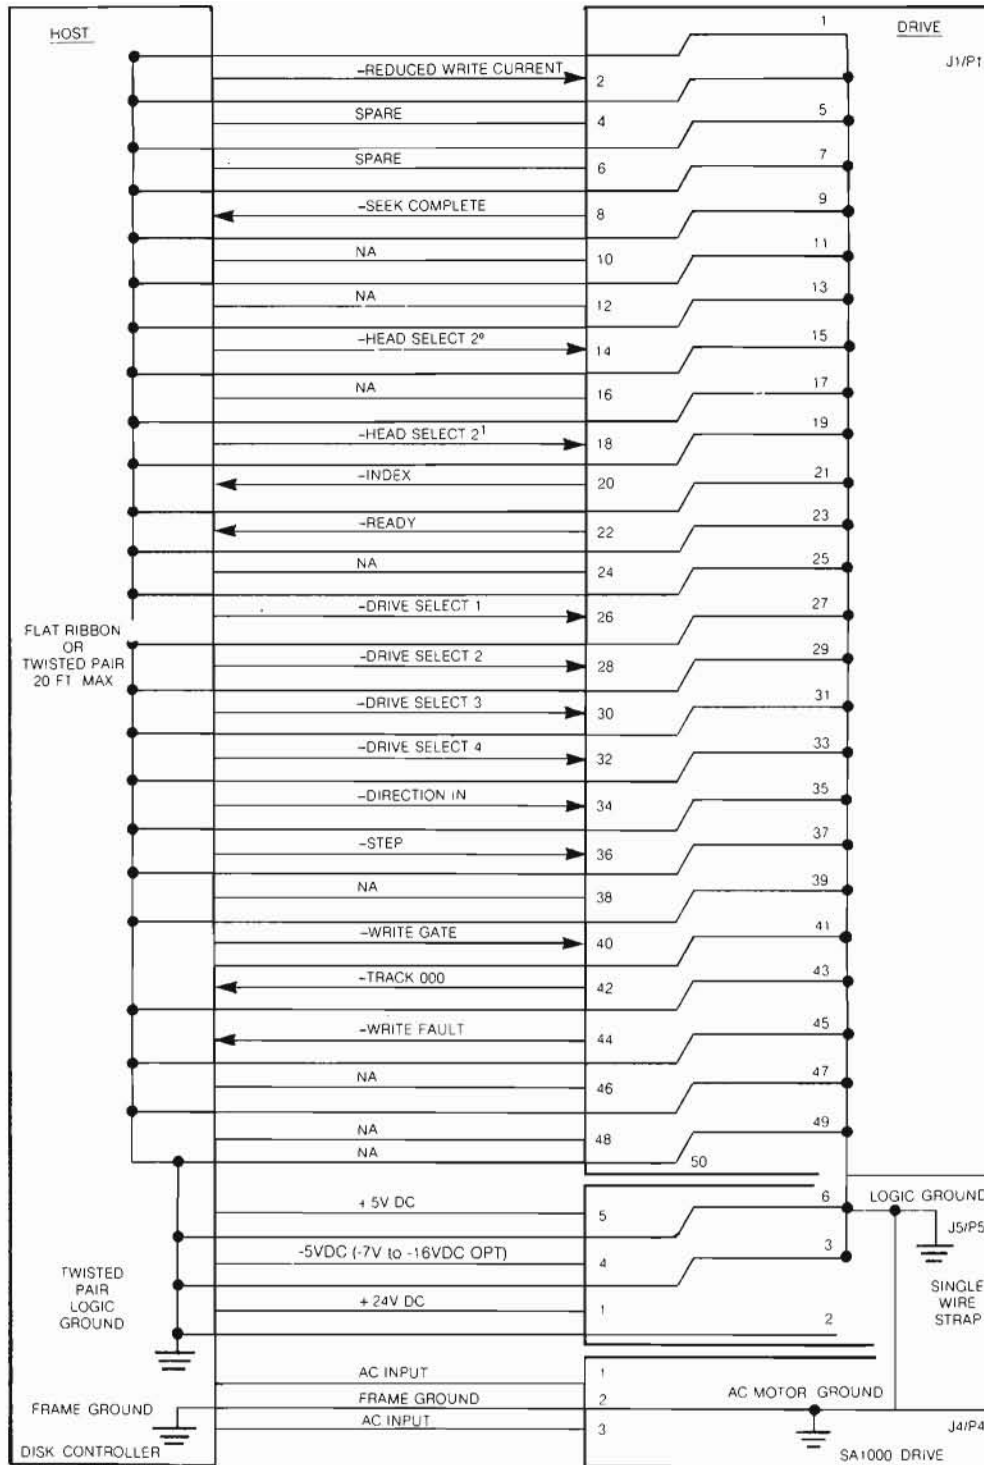 HOST
DRIVE
J1/P1
1
-REDUCED WRITE CURRENT
2
SPARE
4
5
SPARE
6
7
-SEEK COMPLETE
8
9
NA
10
11
NA
12
13
-HEAD SELECT 2⁰
14
15
NA
16
17
-HEAD SELECT 2¹
18
19
-INDEX
20
21
-READY
22
23
NA
24
25
-DRIVE SELECT 1
26
27
FLAT RIBBON
OR
TWISTED PAIR
20 FT MAX
-DRIVE SELECT 2
28
29
-DRIVE SELECT 3
30
31
-DRIVE SELECT 4
32
33
-DIRECTION IN
34
35
-STEP
36
37
NA
38
39
-WRITE GATE
40
41
-TRACK 000
42
43
-WRITE FAULT
44
45
NA
46
47
NA
48
49
NA
50
+ 5V DC
5
6
LOGIC GROUND
J5/P5
-5VDC (-7V to -16VDC OPT)
4
3
TWISTED
PAIR
LOGIC
GROUND
SINGLE
WIRE
STRAP
+ 24V DC
1
2
AC INPUT
1
FRAME GROUND
2
AC MOTOR GROUND
FRAME GROUND
AC INPUT
3
J4/P4
DISK CONTROLLER
SA1000 DRIVE